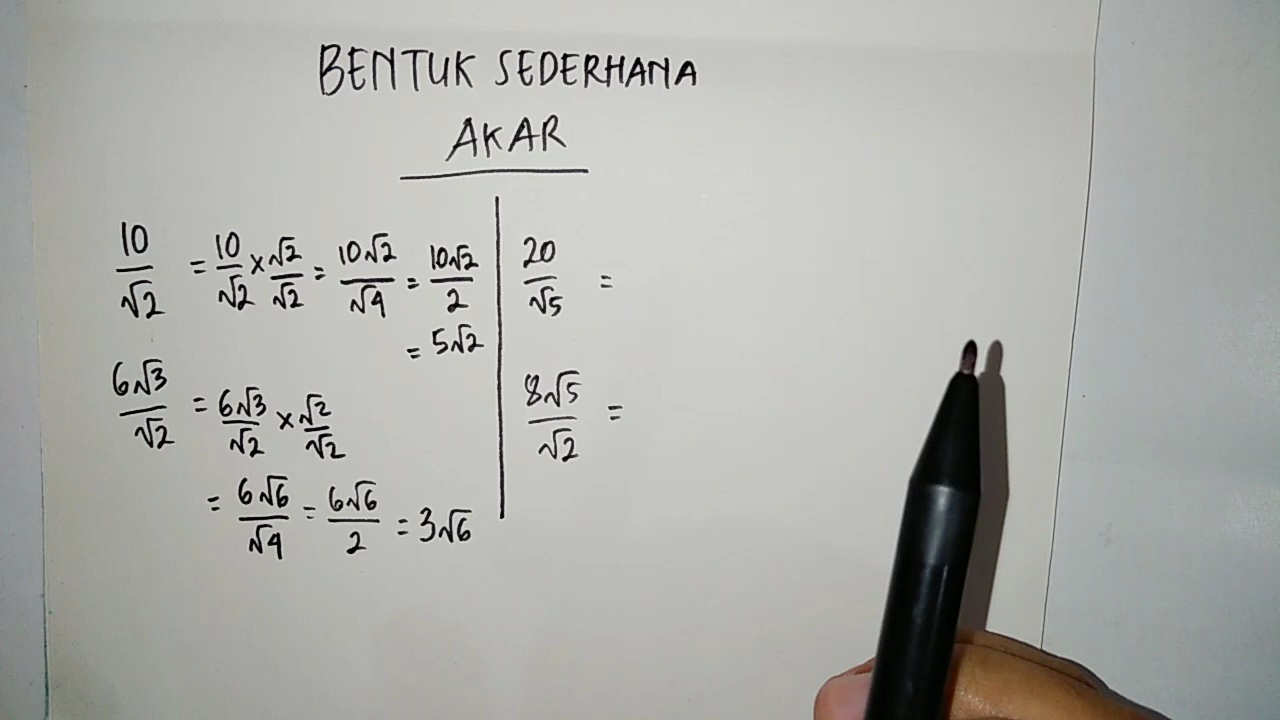 BENTUK SEDERHANA
AKAR
10/√2 = 10/√2 × √2/√2 = 10√2/√4 = 10√2/2
= 5√2
6√3/√2 = 6√3/√2 × √2/√2
= 6√6/√4 = 6√6/2 = 3√6
20/√5 =
8√5/√2 =